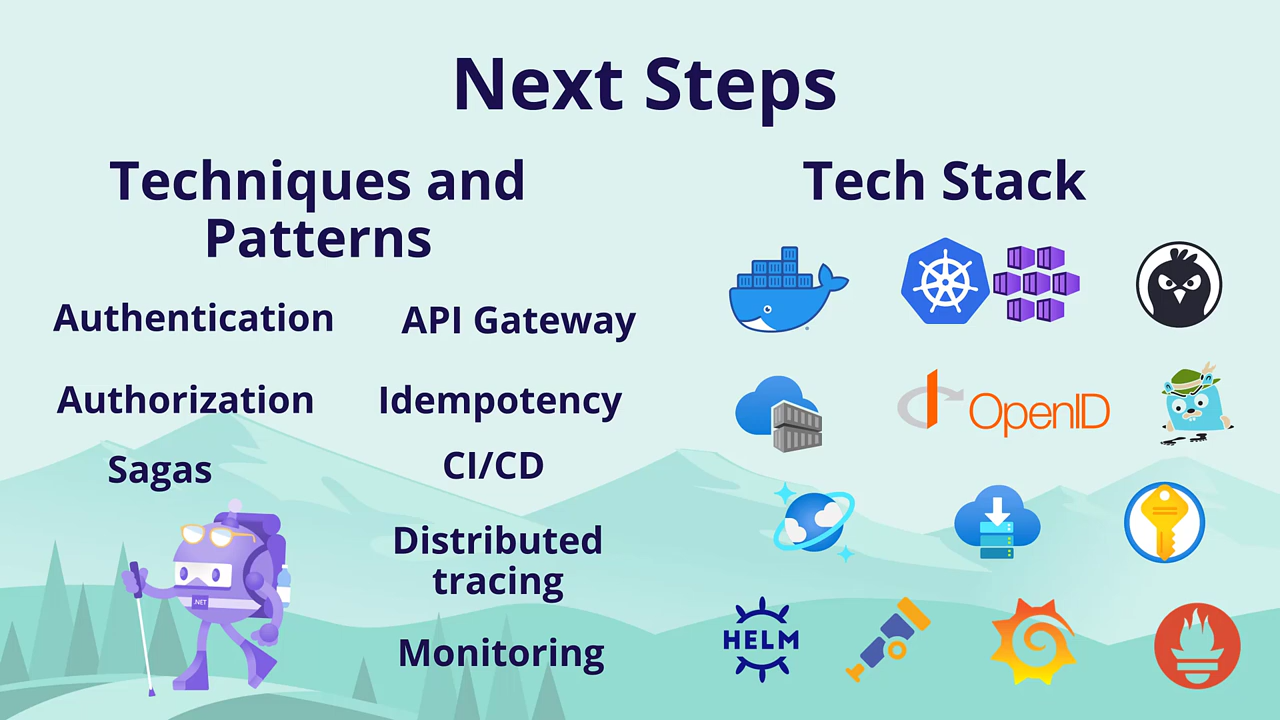 Next Steps
Techniques and
Patterns
Authentication
API Gateway
Authorization
Idempotency
Sagas
CI/CD
Distributed
tracing
Monitoring
.NET
Tech Stack
OpenID
HELM